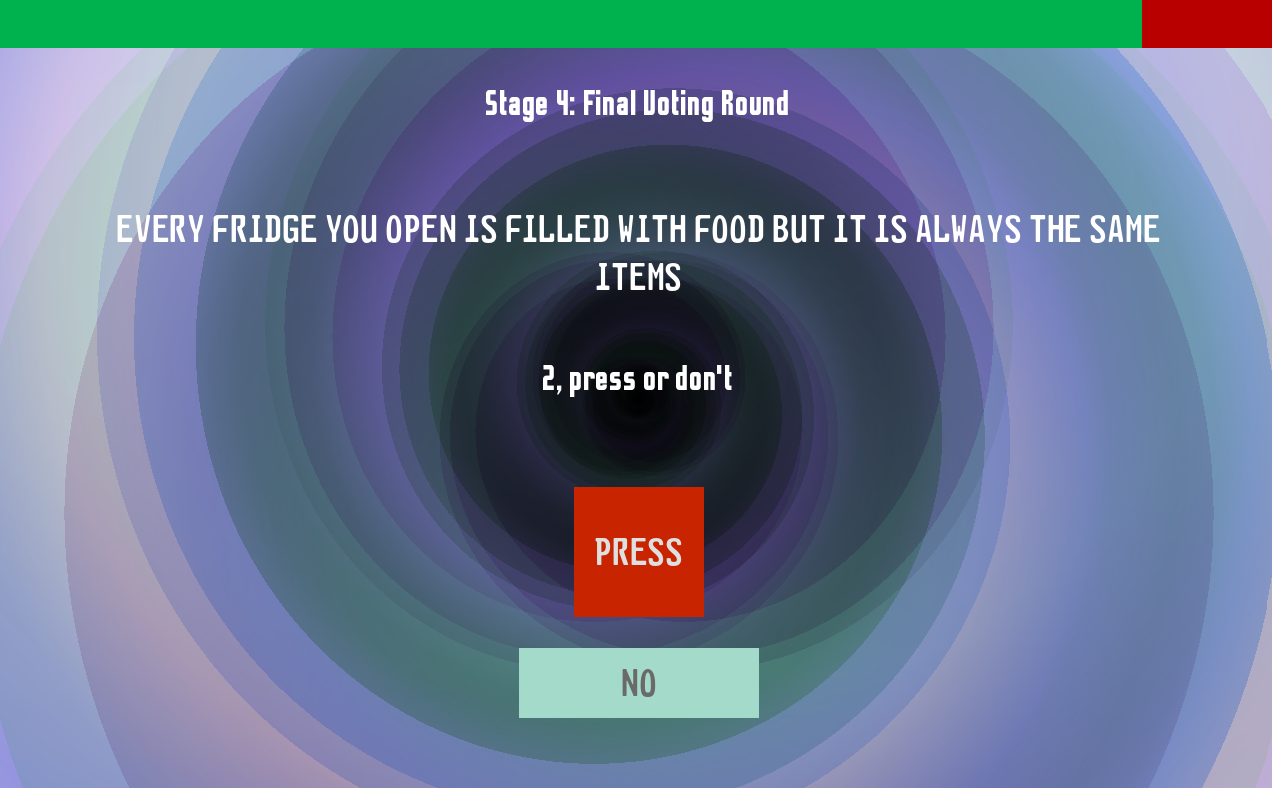 Stage 4: Final Voting Round
EVERY FRIDGE YOU OPEN IS FILLED WITH FOOD BUT IT IS ALWAYS THE SAME
ITEMS
2, press or don't
PRESS
NO